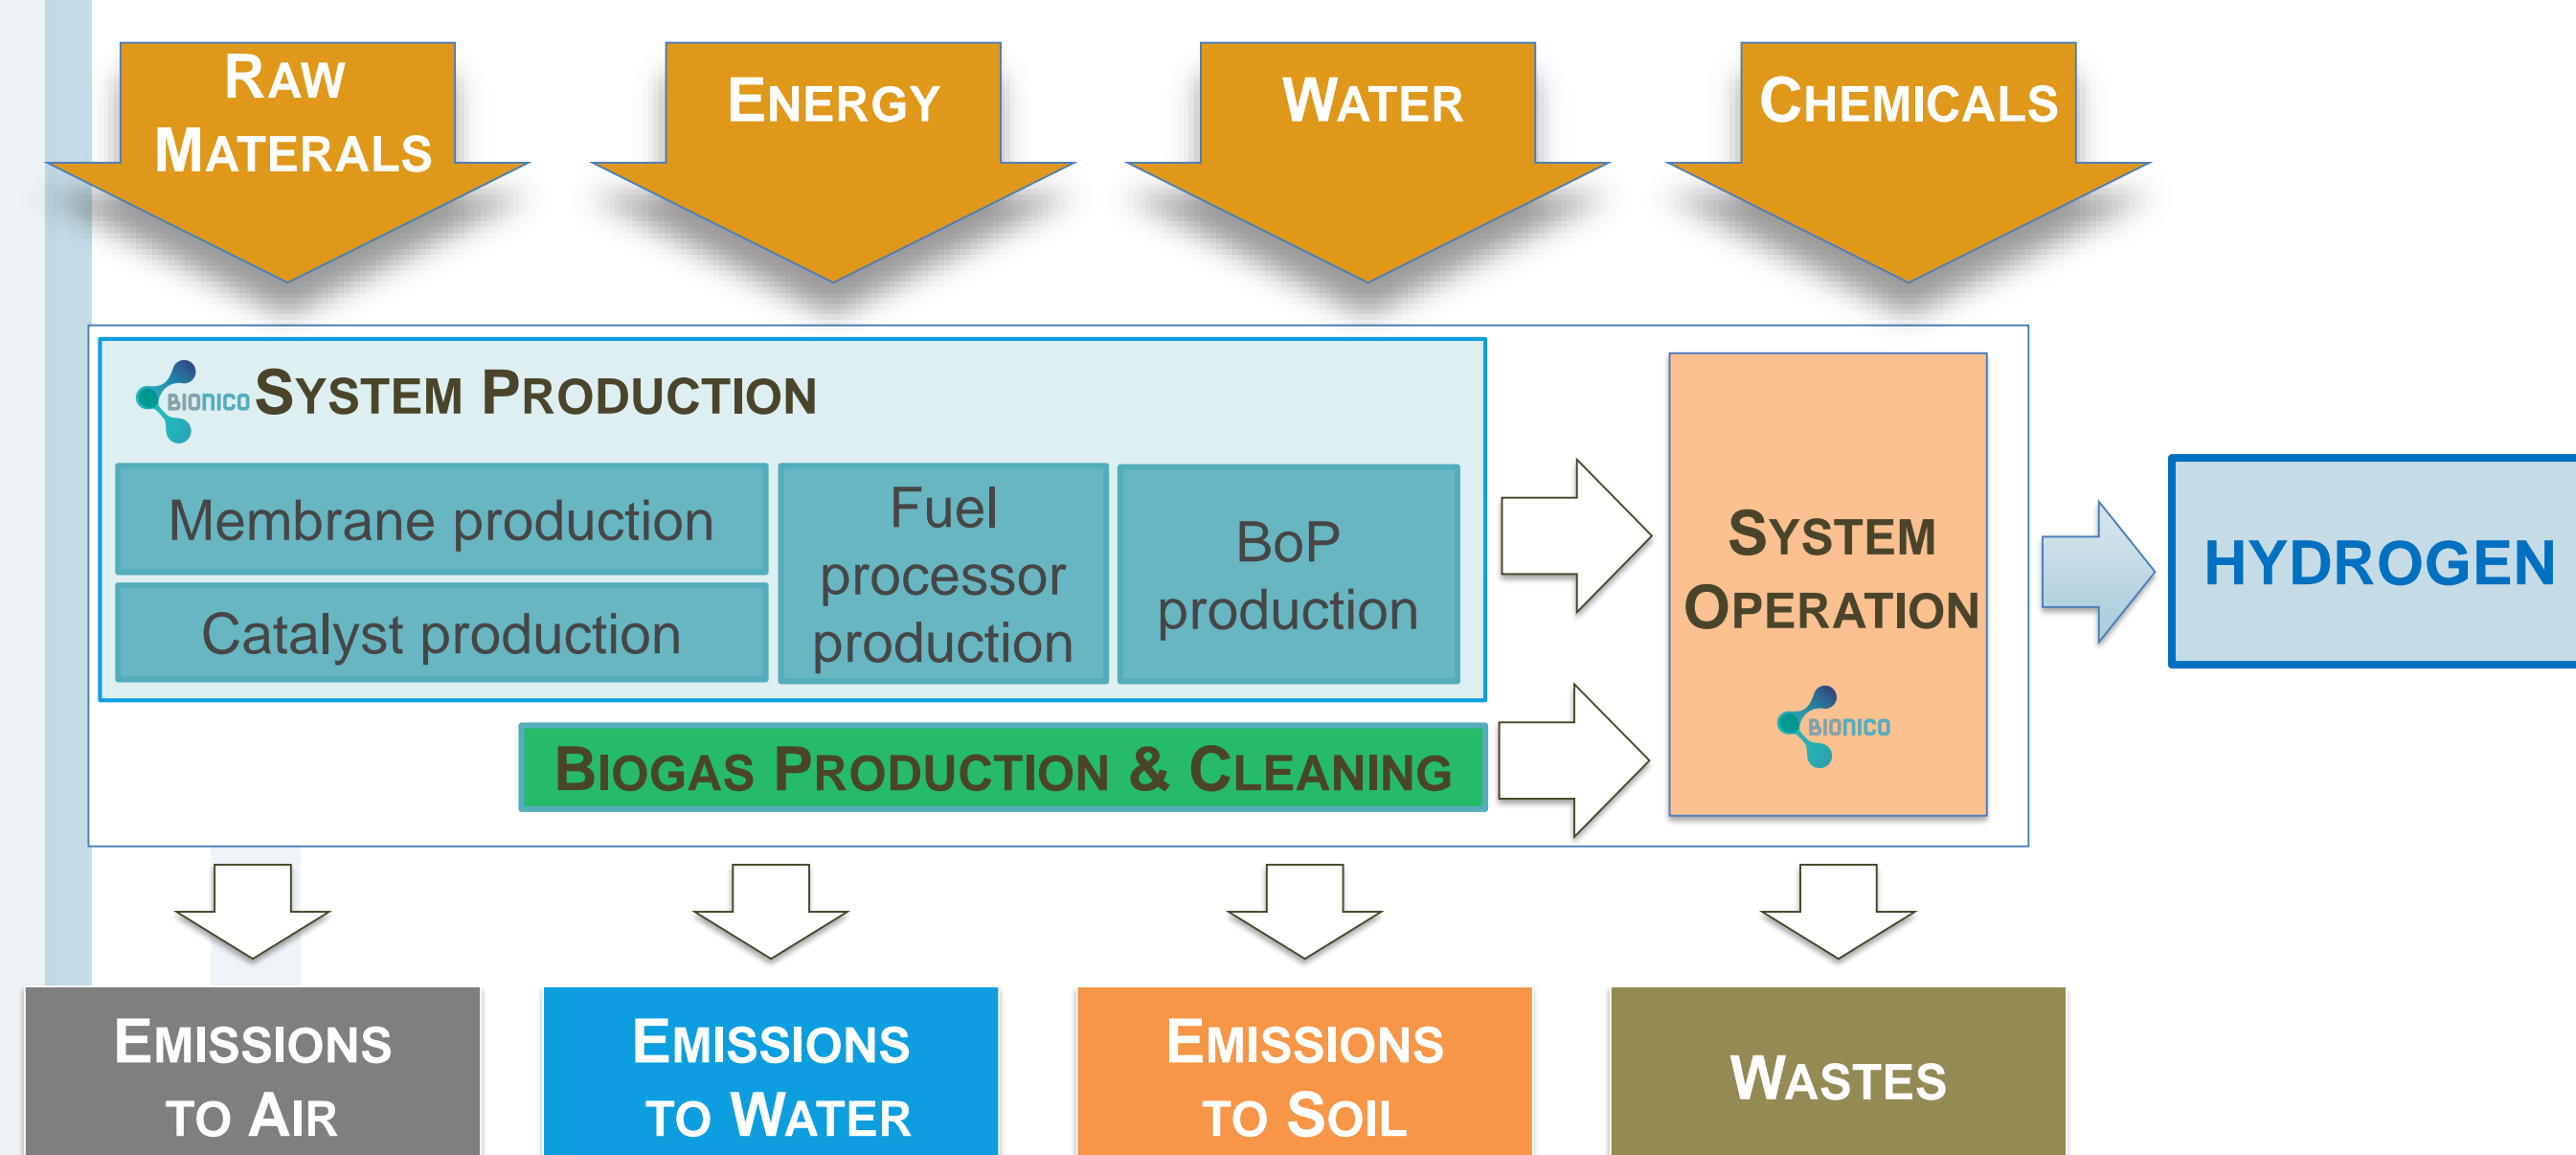 RAW
MATERALS
ENERGY
WATER
CHEMICALS
BIONICO
SYSTEM PRODUCTION
Membrane production
Catalyst production
Fuel
processor
production
BoP
production
BIOGAS PRODUCTION & CLEANING
SYSTEM
OPERATION
BIONICO
HYDROGEN
EMISSIONS
TO AIR
EMISSIONS
TO WATER
EMISSIONS
TO SOIL
WASTES